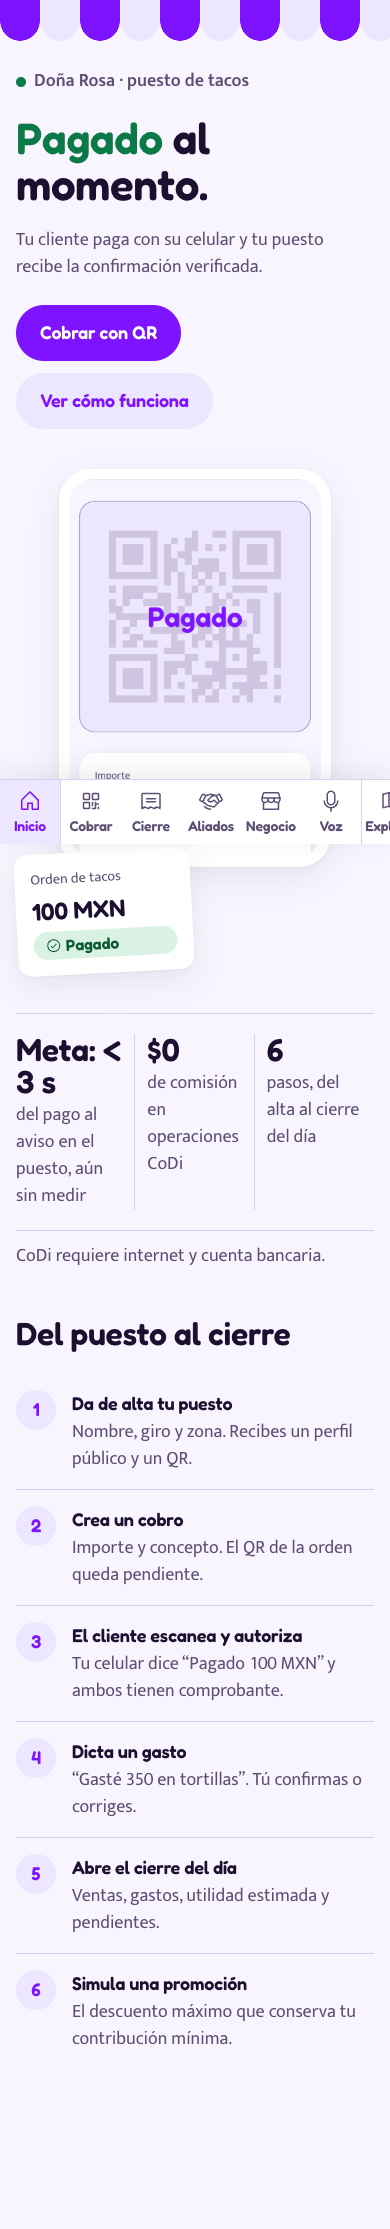 Doña Rosa · puesto de tacos
Pagado al
momento.
Tu cliente paga con su celular y tu puesto
recibe la confirmación verificada.
Cobrar con QR
Ver cómo funciona
Pagado
Importe
Inicio
Cobrar
Cierre
Aliados
Negocio
Voz
Expl
Orden de tacos
100 MXN
Pagado
Meta: <
3 s
del pago al
aviso en el
puesto, aún
sin medir
$0
de comisión
en
operaciones
CoDi
6
pasos, del
alta al cierre
del día
CoDi requiere internet y cuenta bancaria.
Del puesto al cierre
1
Da de alta tu puesto
Nombre, giro y zona. Recibes un perfil
público y un QR.
2
Crea un cobro
Importe y concepto. El QR de la orden
queda pendiente.
3
El cliente escanea y autoriza
Tu celular dice “Pagado 100 MXN” y
ambos tienen comprobante.
4
Dicta un gasto
“Gasté 350 en tortillas”. Tú confirmas o
corriges.
5
Abre el cierre del día
Ventas, gastos, utilidad estimada y
pendientes.
6
Simula una promoción
El descuento máximo que conserva tu
contribución mínima.